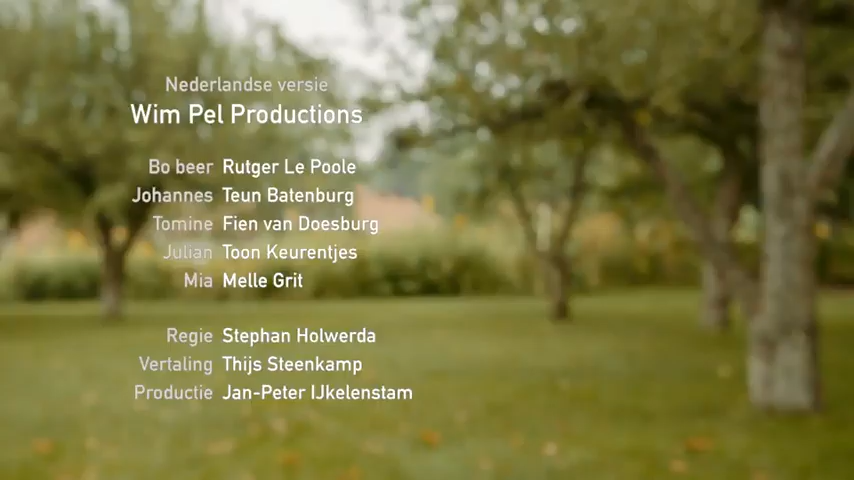 Nederlandse versie
Wim Pel Productions
Bo beer Rutger Le Poole
Johannes Teun Batenburg
Tomine Fien van Doesburg
Julian Toon Keurentjes
Mia Melle Grit
Regie Stephan Holwerda
Vertaling Thijs Steenkamp
Productie Jan-Peter IJkelenstam